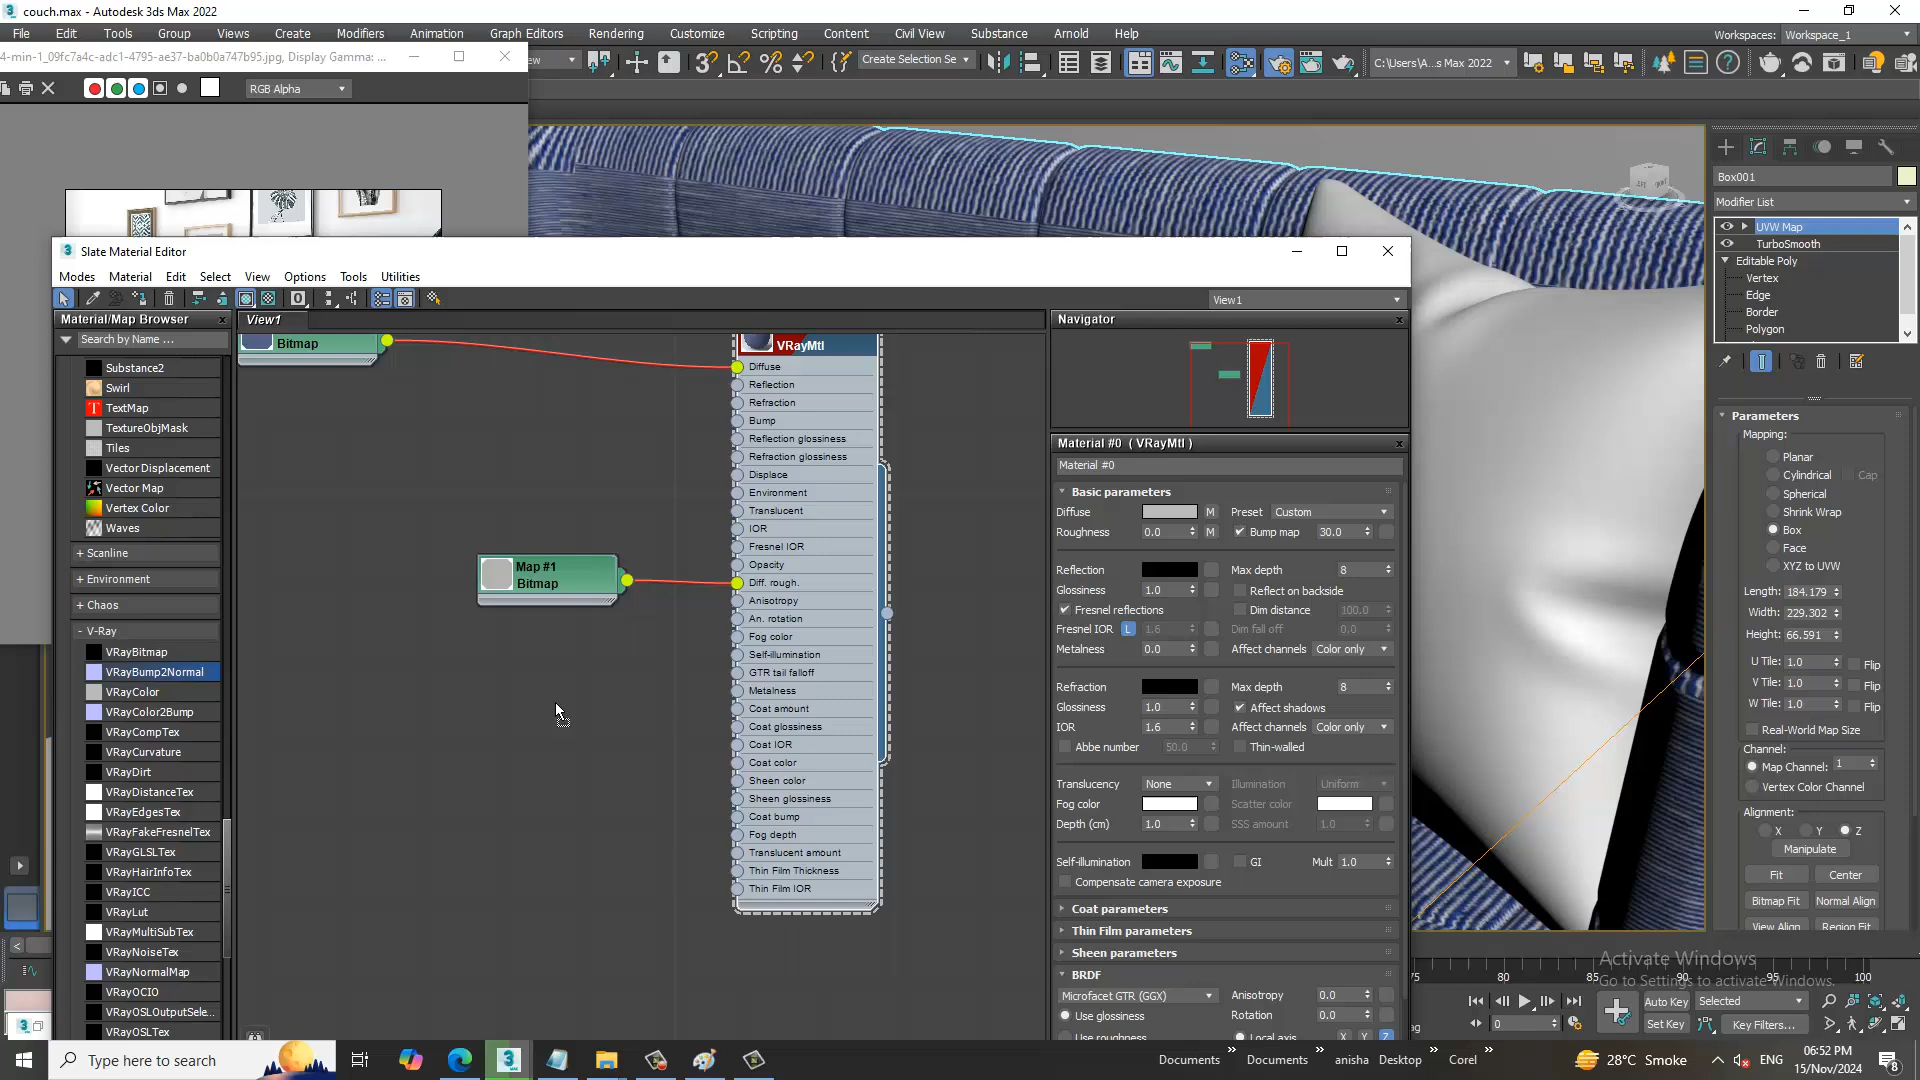 couch.max - Autodesk 3ds Max 2022
File Edit Tools Group Views Create Modifiers Animation Graph Editors Rendering Customize Scripting Content Civil View Substance Arnold Help
Workspaces: Workspace_1
4-min-1_09fc7a4c-adc1-4795-ae37-ba0b0a747b95.jpg, Display Gamma: ...
Create Selection Se
C:\Users\A...s Max 2022
RGB Alpha
Slate Material Editor
Modes Material Edit Select View Options Tools Utilities
View1
Material/Map Browser
Search by Name ...
Substance2
Swirl
TextMap
TextureObjMask
Tiles
Vector Displacement
Vector Map
Vertex Color
Waves
+ Scanline
+ Environment
+ Chaos
- V-Ray
VRayBitmap
VRayBump2Normal
VRayColor
VRayColor2Bump
VRayCompTex
VRayCurvature
VRayDirt
VRayDistanceTex
VRayEdgesTex
VRayFakeFresnelTex
VRayGLSLTex
VRayHairInfoTex
VRayICC
VRayLut
VRayMultiSubTex
VRayNoiseTex
VRayNormalMap
VRayOCIO
VRayOSLOutputSele...
VRayOSLTex
View1
Bitmap
Map #1
Bitmap
VRayMtl
Diffuse
Reflection
Refraction
Bump
Reflection glossiness
Refraction glossiness
Displace
Environment
Translucent
IOR
Fresnel IOR
Opacity
Diff. rough.
Anisotropy
An. rotation
Fog color
Self-illumination
GTR tail falloff
Metalness
Coat amount
Coat glossiness
Coat IOR
Coat color
Sheen color
Sheen glossiness
Coat bump
Fog depth
Translucent amount
Thin Film Thickness
Thin Film IOR
Navigator
Material #0 ( VRayMtl )
Material #0
Basic parameters
Diffuse M Preset Custom
Roughness 0.0 M Bump map 30.0
Reflection Max depth 8
Glossiness 1.0 Reflect on backside
Fresnel reflections Dim distance 100.0
Fresnel IOR L 1.6 Dim fall off 0.0
Metalness 0.0 Affect channels Color only
Refraction Max depth 8
Glossiness 1.0 Affect shadows
IOR 1.6 Affect channels Color only
Abbe number 50.0 Thin-walled
Translucency None Illumination Uniform
Fog color Scatter color
Depth (cm) 1.0 SSS amount 1.0
Self-illumination GI Mult 1.0
Compensate camera exposure
Coat parameters
Thin Film parameters
Sheen parameters
BRDF
Microfacet GTR (GGX) Anisotropy 0.0
Use glossiness Rotation 0.0
Use roughness Local axis X Y Z
Box001
Modifier List
UVW Map
TurboSmooth
Editable Poly
Vertex
Edge
Border
Polygon
Parameters
Mapping:
Planar
Cylindrical Cap
Spherical
Shrink Wrap
Box
Face
XYZ to UVW
Length: 184.179
Width: 229.302
Height: 66.591
U Tile: 1.0 Flip
V Tile: 1.0 Flip
W Tile: 1.0 Flip
Real-World Map Size
Channel:
Map Channel: 1
Vertex Color Channel
Alignment:
X Y Z
Manipulate
Fit Center
Bitmap Fit Normal Align
View Align Region Fit
Activate Windows
Go to Settings to activate Windows.
75 80 85 90 95 100
Auto Key Selected
0 Set Key Key Filters...
Type here to search
Documents Documents anisha Desktop Corel
28°C Smoke ENG
06:52 PM
15/Nov/2024
8